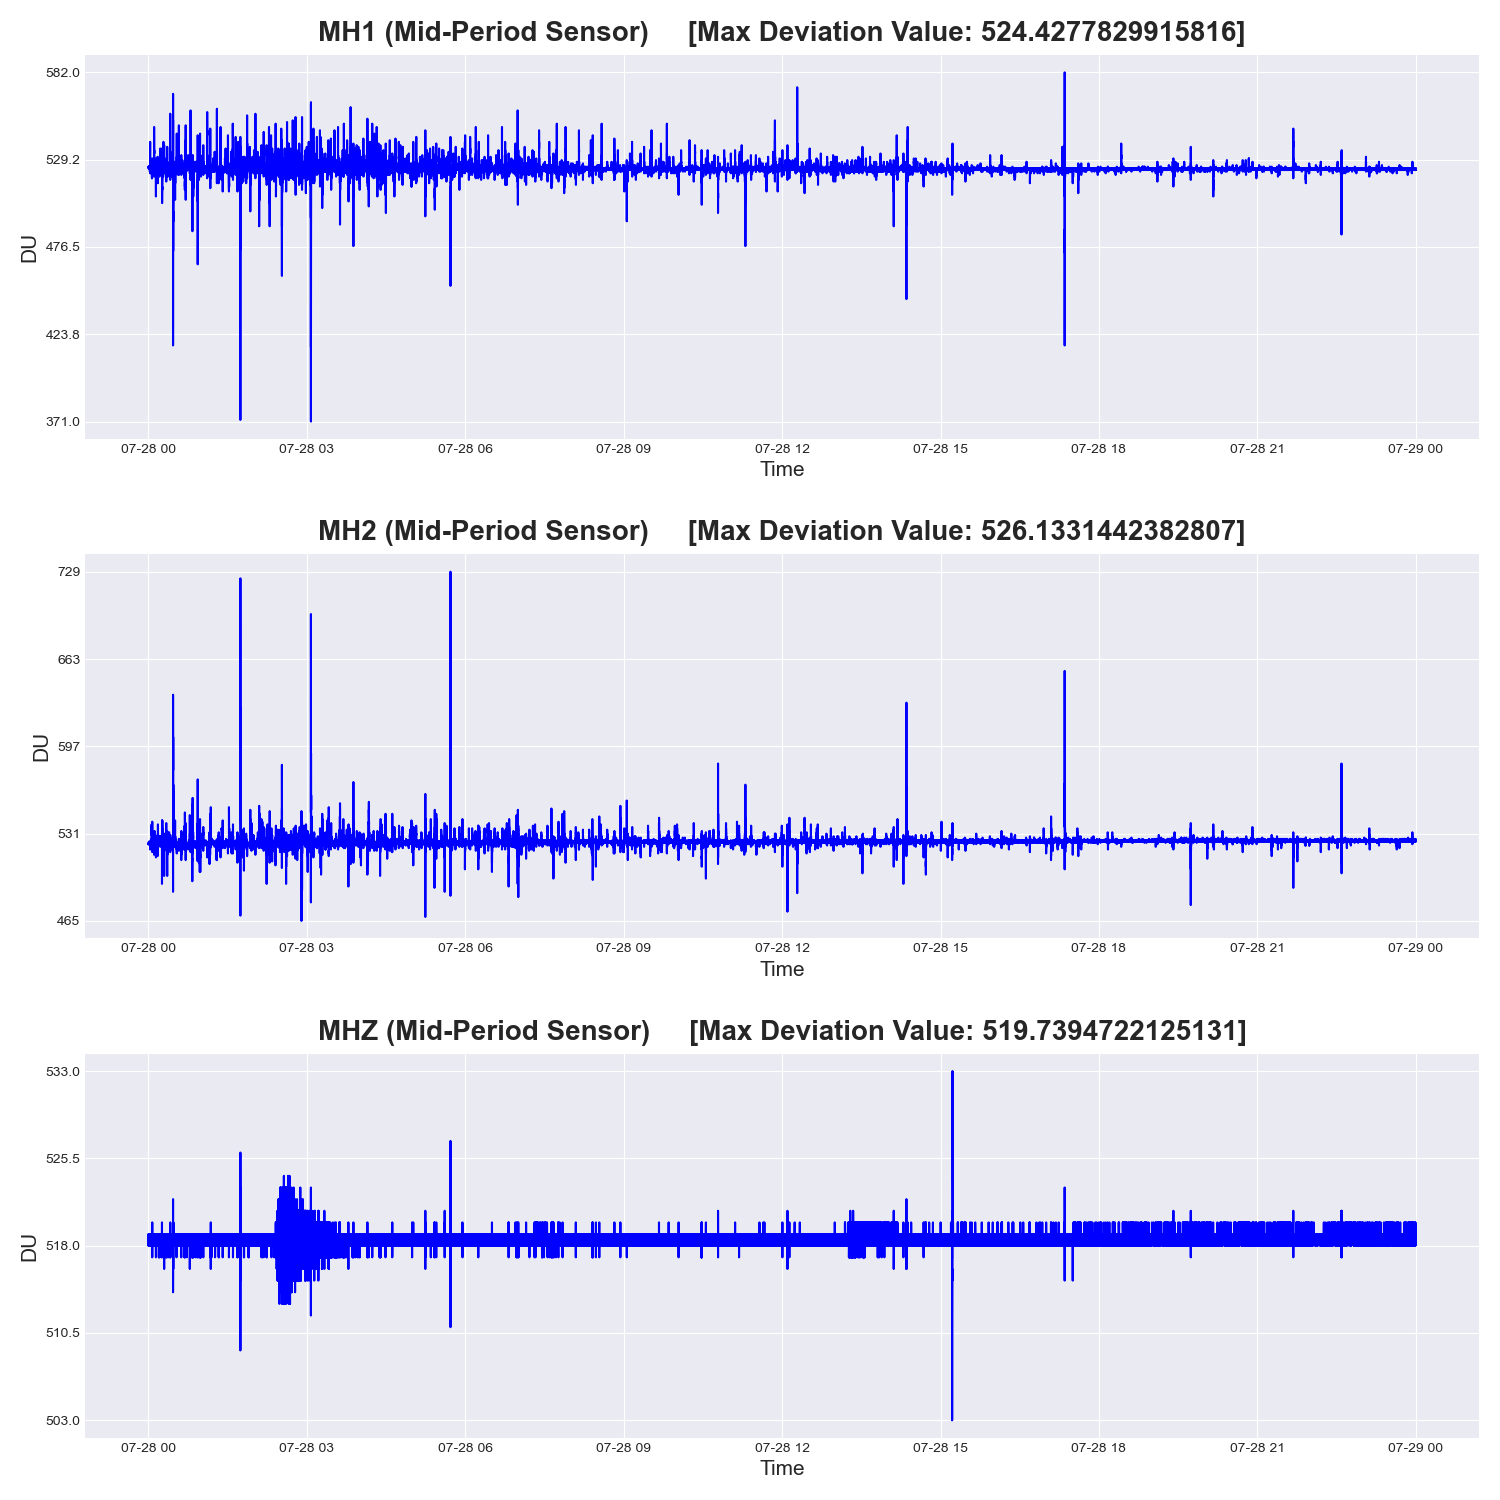 MH1 (Mid-Period Sensor) [Max Deviation Value: 524.4277829915816]
582.0
529.2
476.5
423.8
371.0
DU
07-28 00 07-28 03 07-28 06 07-28 09 07-28 12 07-28 15 07-28 18 07-28 21 07-29 00
Time
MH2 (Mid-Period Sensor) [Max Deviation Value: 526.1331442382807]
729
663
597
531
465
DU
07-28 00 07-28 03 07-28 06 07-28 09 07-28 12 07-28 15 07-28 18 07-28 21 07-29 00
Time
MHZ (Mid-Period Sensor) [Max Deviation Value: 519.7394722125131]
533.0
525.5
518.0
510.5
503.0
DU
07-28 00 07-28 03 07-28 06 07-28 09 07-28 12 07-28 15 07-28 18 07-28 21 07-29 00
Time